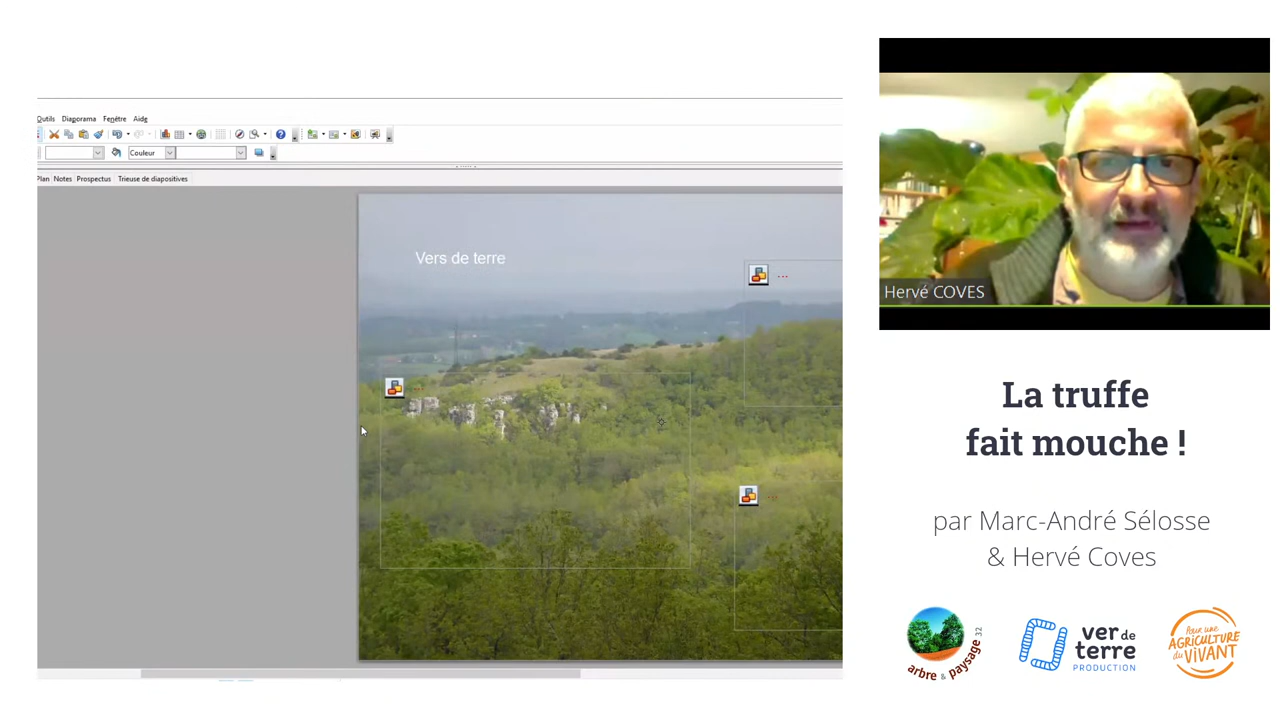 Outils Diaporama Fenêtre Aide
Couleur
Plan Notes Prospectus Trieuse de diapositives
Vers de terre
Hervé COVES
La truffe
fait mouche !
par Marc-André Sélosse
& Hervé Coves
arbre & paysage 32
ver de
terre
PRODUCTION
Pour une
AGRICULTURE
du VIVANT